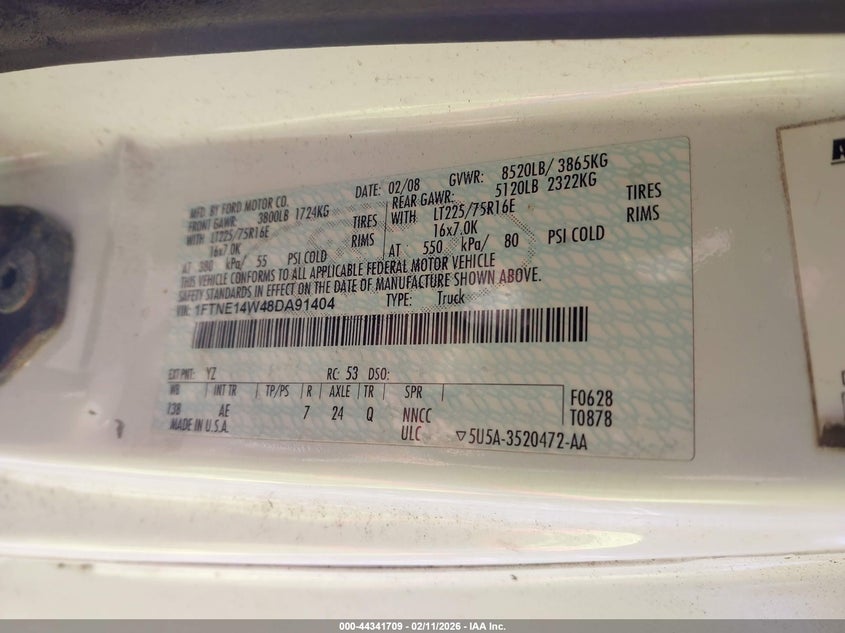 MFD. BY FORD MOTOR CO.
DATE: 02/08 GVWR: 8520LB/ 3865KG
FRONT GAWR: 3800LB 1724KG
REAR GAWR: 5120LB 2322KG
WITH LT225/75R16E TIRES
WITH LT225/75R16E TIRES
16x7.0K RIMS
16x7.0K RIMS
AT 380 kPa/ 55 PSI COLD
AT 550 kPa/ 80 PSI COLD
THIS VEHICLE CONFORMS TO ALL APPLICABLE FEDERAL MOTOR VEHICLE
SAFETY STANDARDS IN EFFECT ON THE DATE OF MANUFACTURE SHOWN ABOVE.
VIN: 1FTNE14W48DA91404 TYPE: Truck
EXT PNT: YZ RC: 53 DSO:
WB INT TR TP/PS R AXLE TR SPR
138 AE 7 24 Q NNCC
F0628
T0878
MADE IN U.S.A. ULC 5U5A-3520472-AA
000-44341709 - 02/11/2026 - IAA Inc.